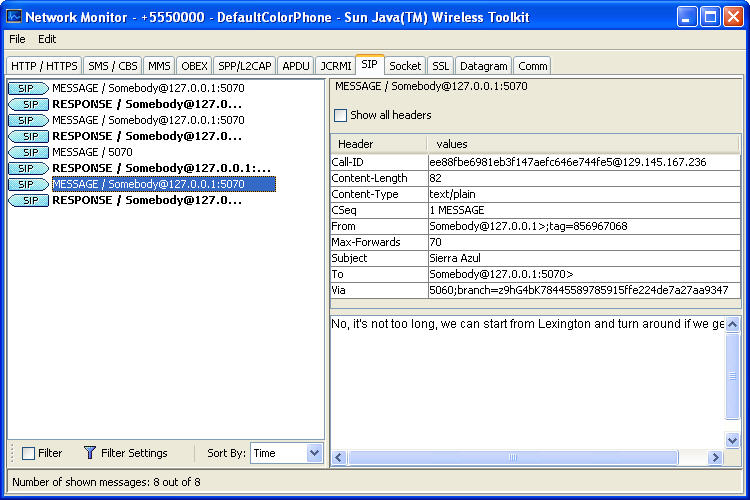 Network Monitor - +5550000 - DefaultColorPhone - Sun Java(TM) Wireless Toolkit
File Edit
HTTP / HTTPS SMS / CBS MMS OBEX SPP/L2CAP APDU JCRMI SIP Socket SSL Datagram Comm
SIP MESSAGE / Somebody@127.0.0.1:5070
SIP RESPONSE / Somebody@127.0...
SIP MESSAGE / Somebody@127.0.0.1:5070
SIP RESPONSE / Somebody@127.0...
SIP MESSAGE / 5070
SIP RESPONSE / Somebody@127.0.0.1:...
SIP MESSAGE / Somebody@127.0.0.1:5070
SIP RESPONSE / Somebody@127.0...
Filter Filter Settings Sort By: Time
MESSAGE / Somebody@127.0.0.1:5070
Show all headers
Header values
Call-ID ee88fbe6981eb3f147aefc646e744fe5@129.145.167.236
Content-Length 82
Content-Type text/plain
CSeq 1 MESSAGE
From Somebody@127.0.0.1>;tag=856967068
Max-Forwards 70
Subject Sierra Azul
To Somebody@127.0.0.1:5070>
Via 5060;branch=z9hG4bK78445589785915ffe224de7a27aa9347
No, it's not too long, we can start from Lexington and turn around if we ge
Number of shown messages: 8 out of 8